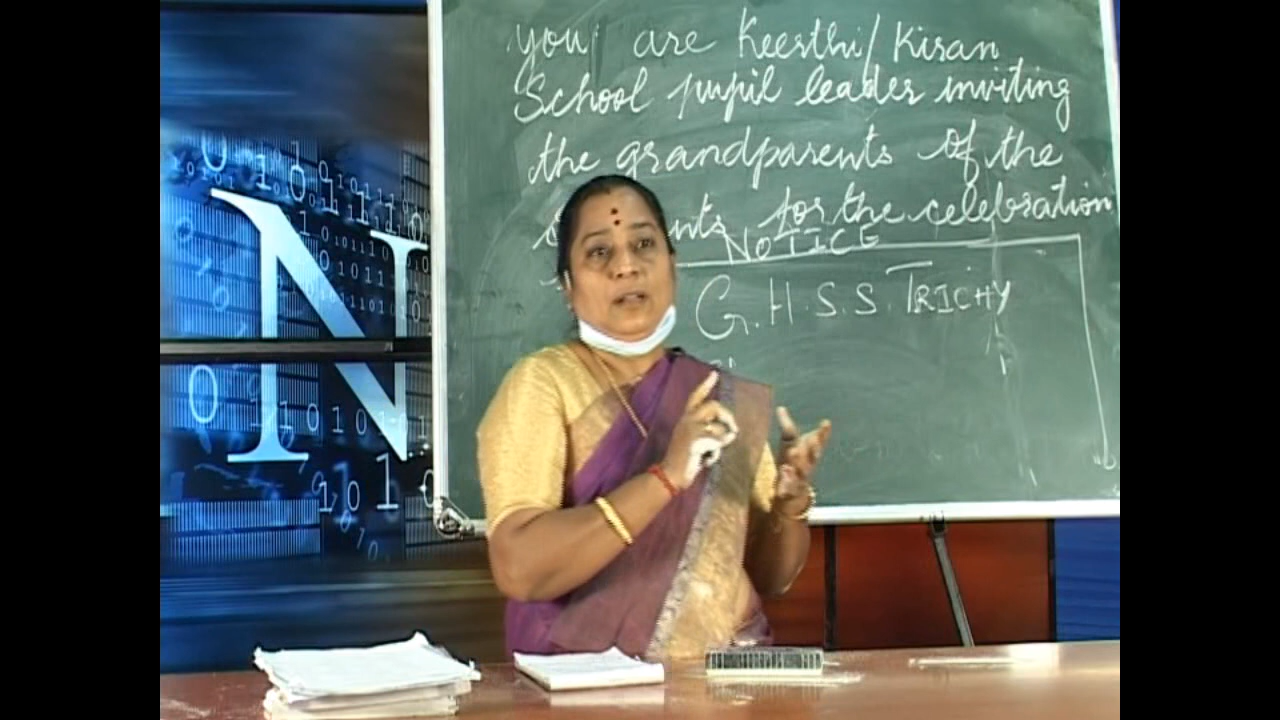 you are Keerthi/Kiran
School pupil leader inviting
the grandparents of the
for the celebration
NOTICE
G.H.S.S. TRICHY
N